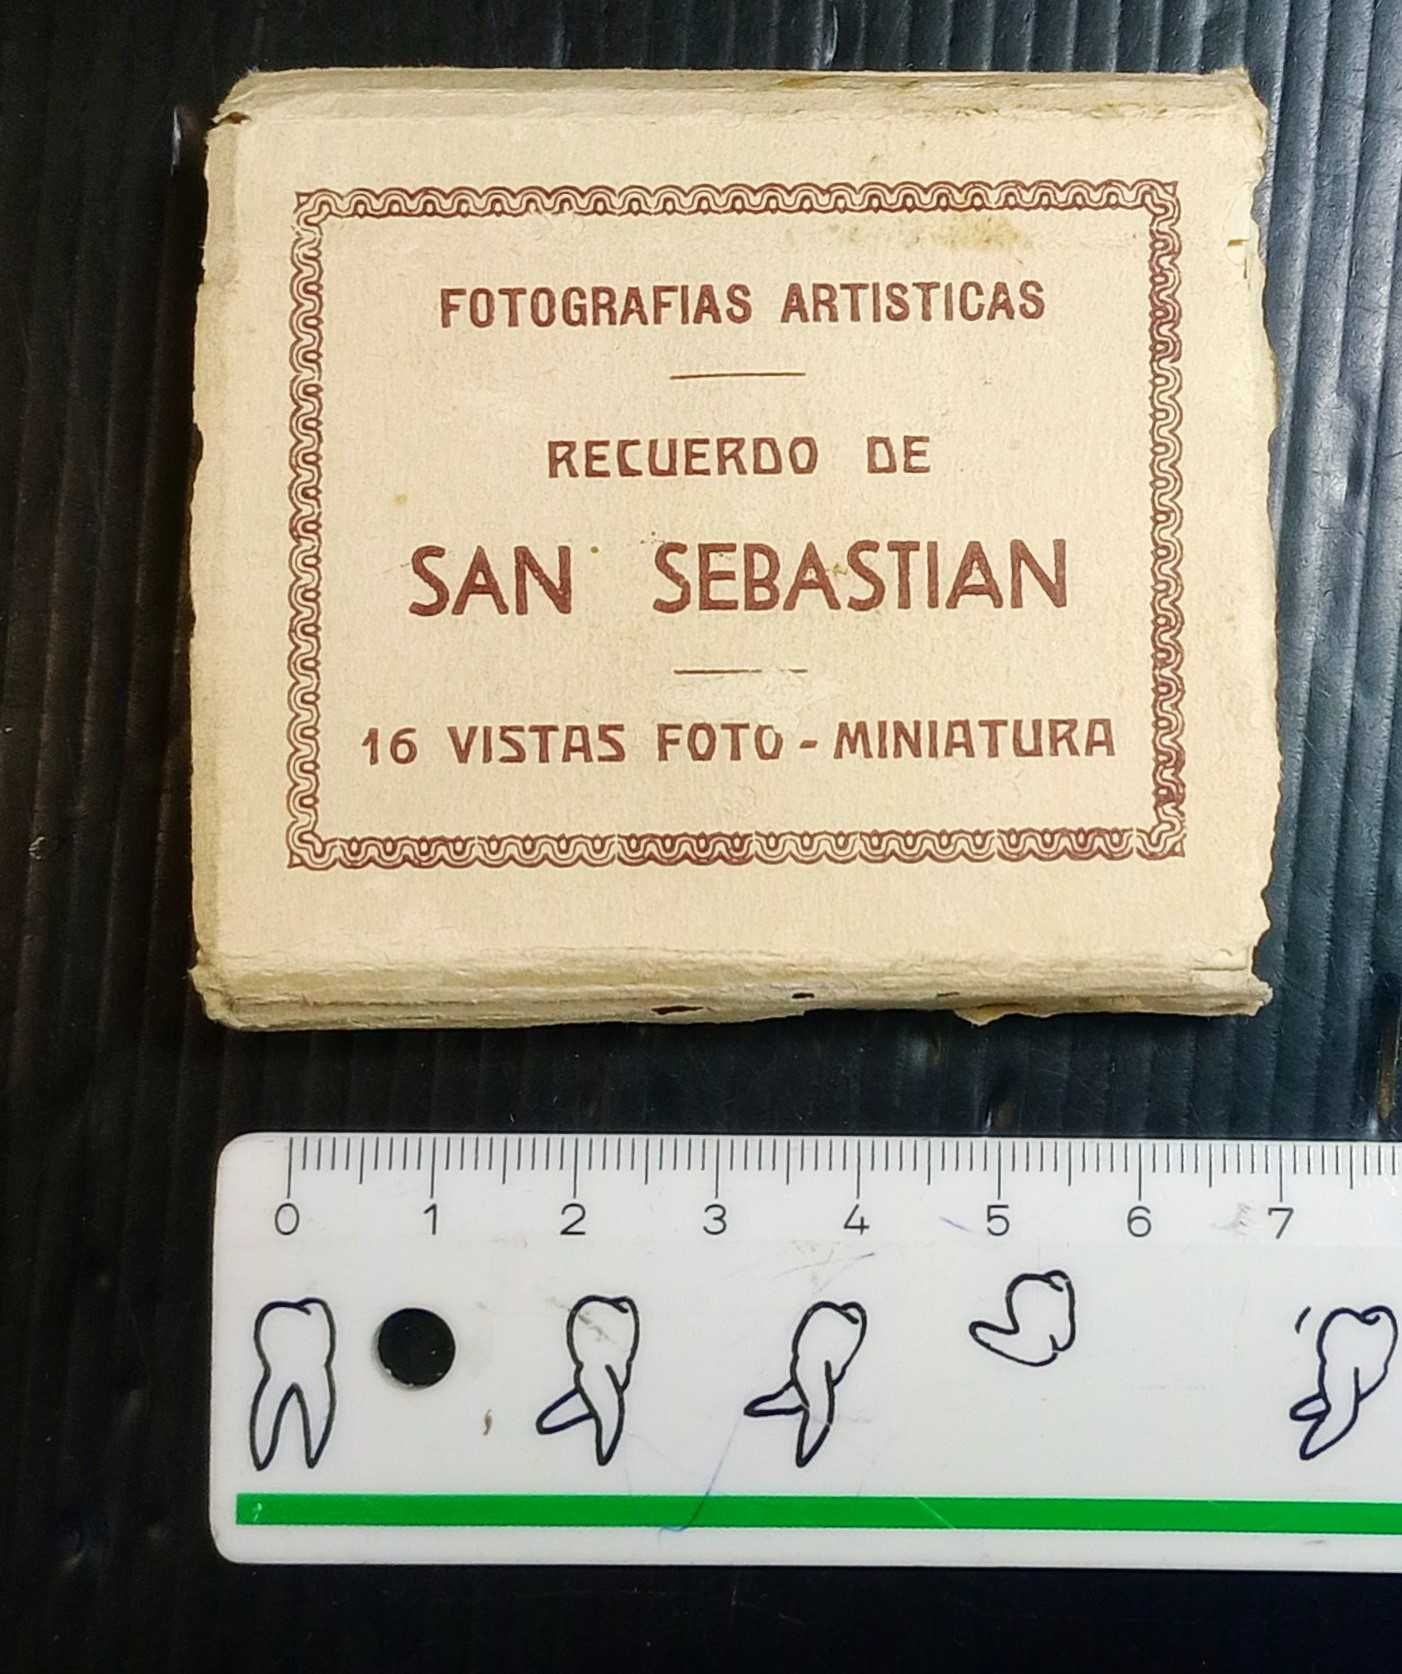 FOTOGRAFIAS ARTISTICAS
RECUERDO DE
SAN SEBASTIAN
16 VISTAS FOTO - MINIATURA
0 1 2 3 4 5 6 7